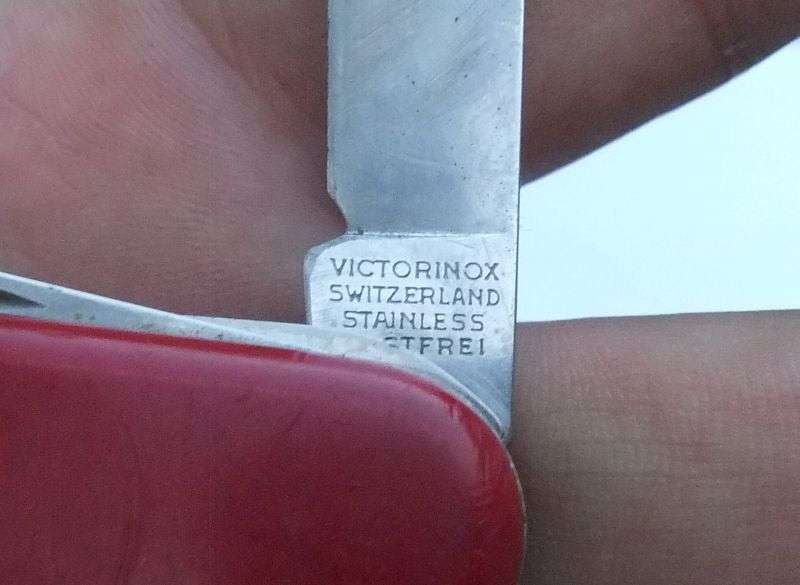 VICTORINOX
SWITZERLAND
STAINLESS
STFREI